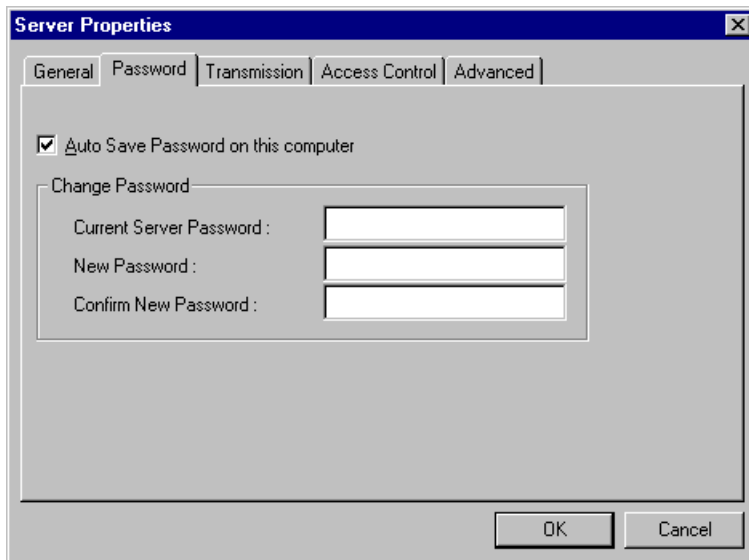 Server Properties
General Password Transmission Access Control Advanced
Auto Save Password on this computer
Change Password
Current Server Password :
New Password :
Confirm New Password :
OK Cancel